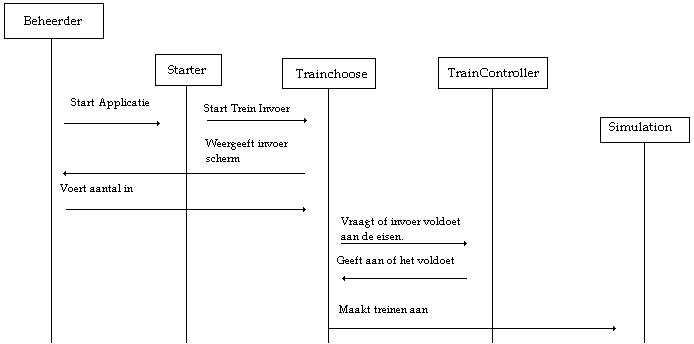 Beheerder
Starter
Trainchoose
TrainController
Simulation
Start Applicatie
Start Trein Invoer
Weergeeft invoer
scherm
Voert aantal in
Vraagt of invoer voldoet
aan de eisen.
Geeft aan of het voldoet
Maakt treinen aan